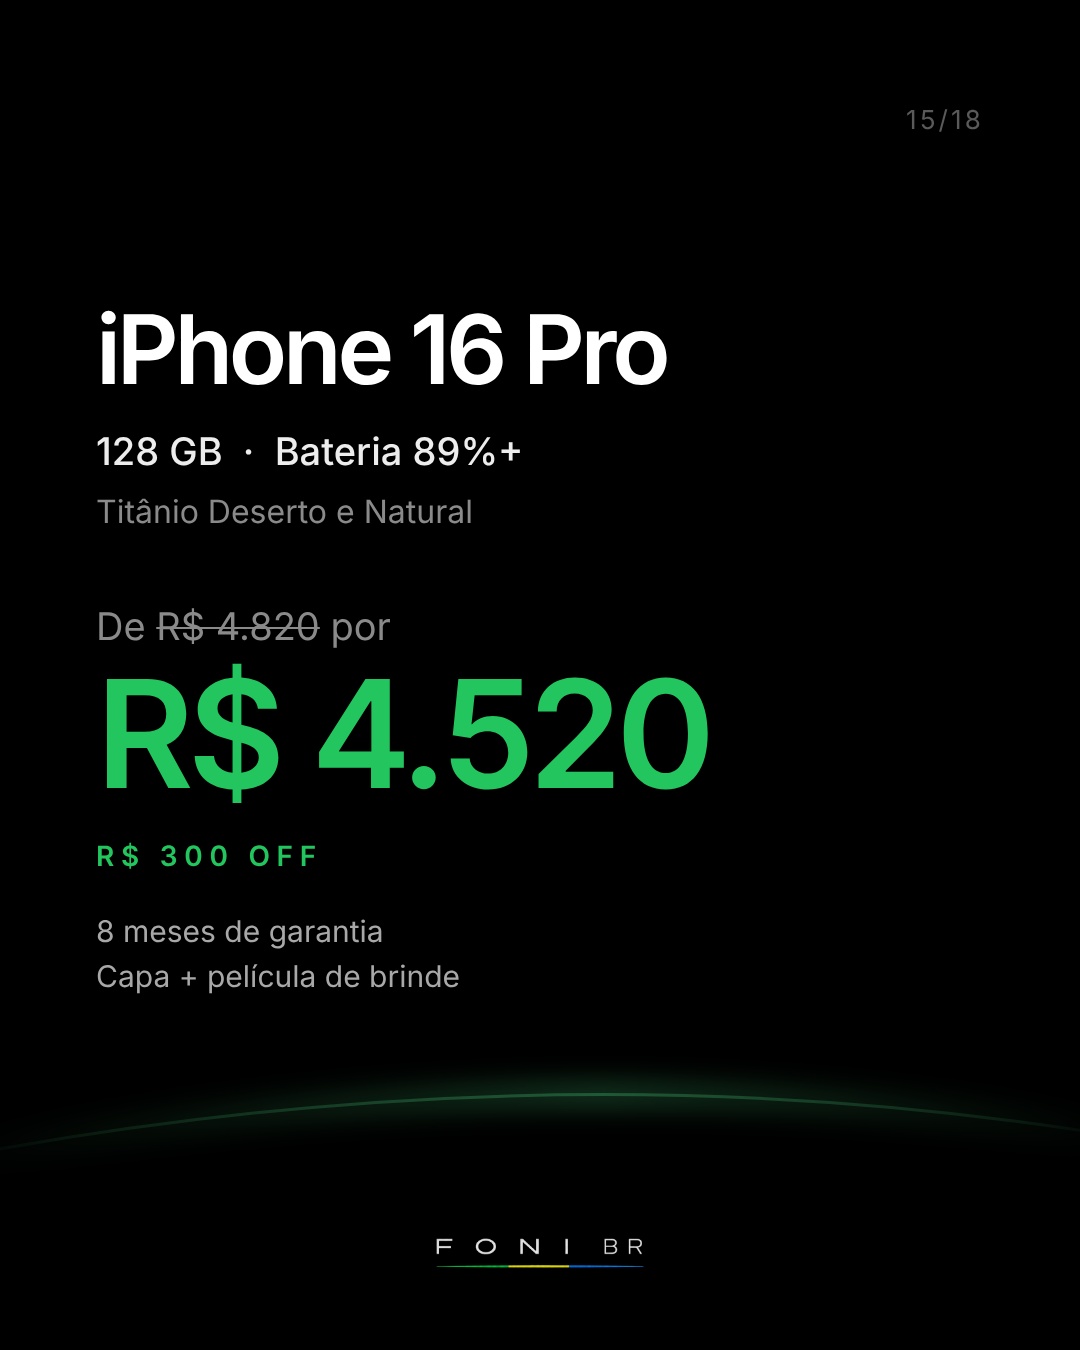 15/18
iPhone 16 Pro
128 GB · Bateria 89%+
Titânio Deserto e Natural
De R$ 4.820 por
R$ 4.520
R$ 300 OFF
8 meses de garantia
Capa + película de brinde
FONI BR